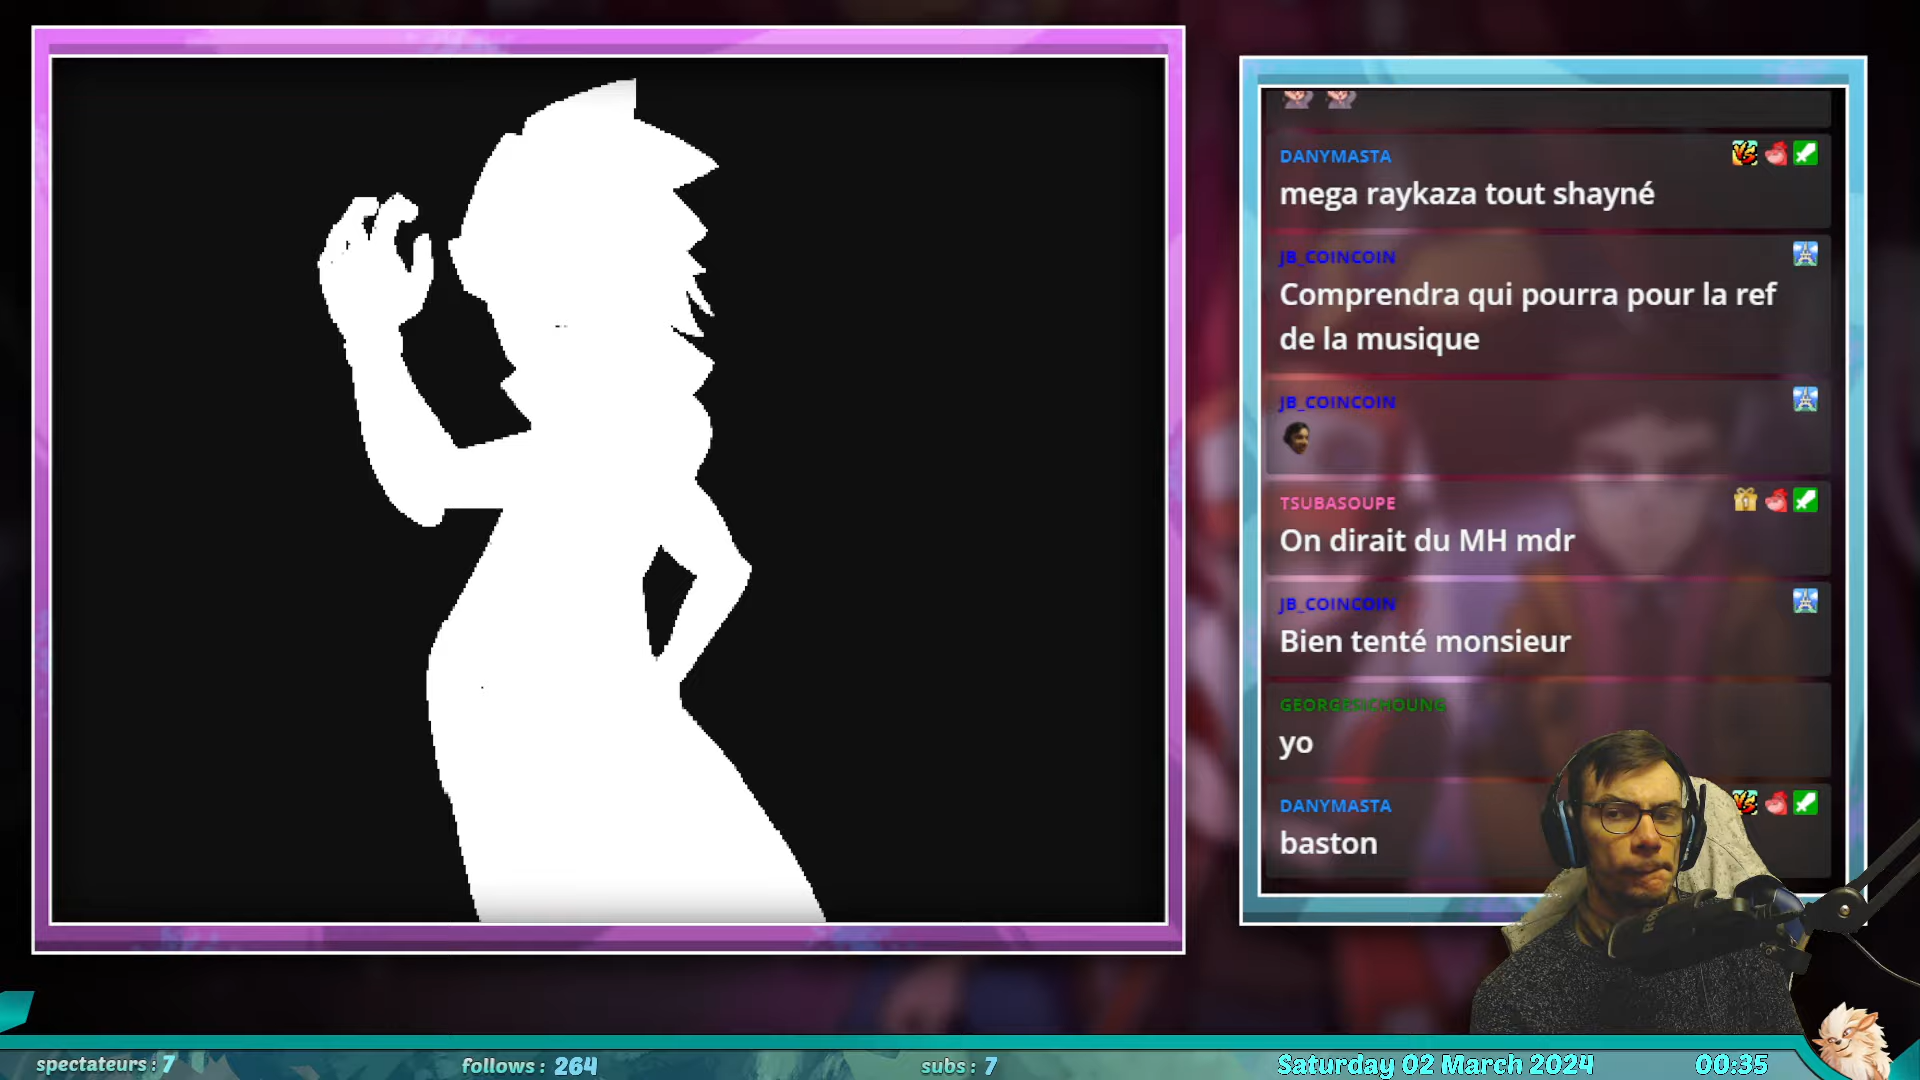 DANYMASTA
mega raykaza tout shayné
JB_COINCOIN
Comprendra qui pourra pour la ref
de la musique
JB_COINCOIN
TSUBASOUPE
On dirait du MH mdr
JB_COINCOIN
Bien tenté monsieur
GEORGESICHOUNG
yo
DANYMASTA
baston
spectateurs : 7
follows : 264
subs : 7
Saturday 02 March 2024
00:35